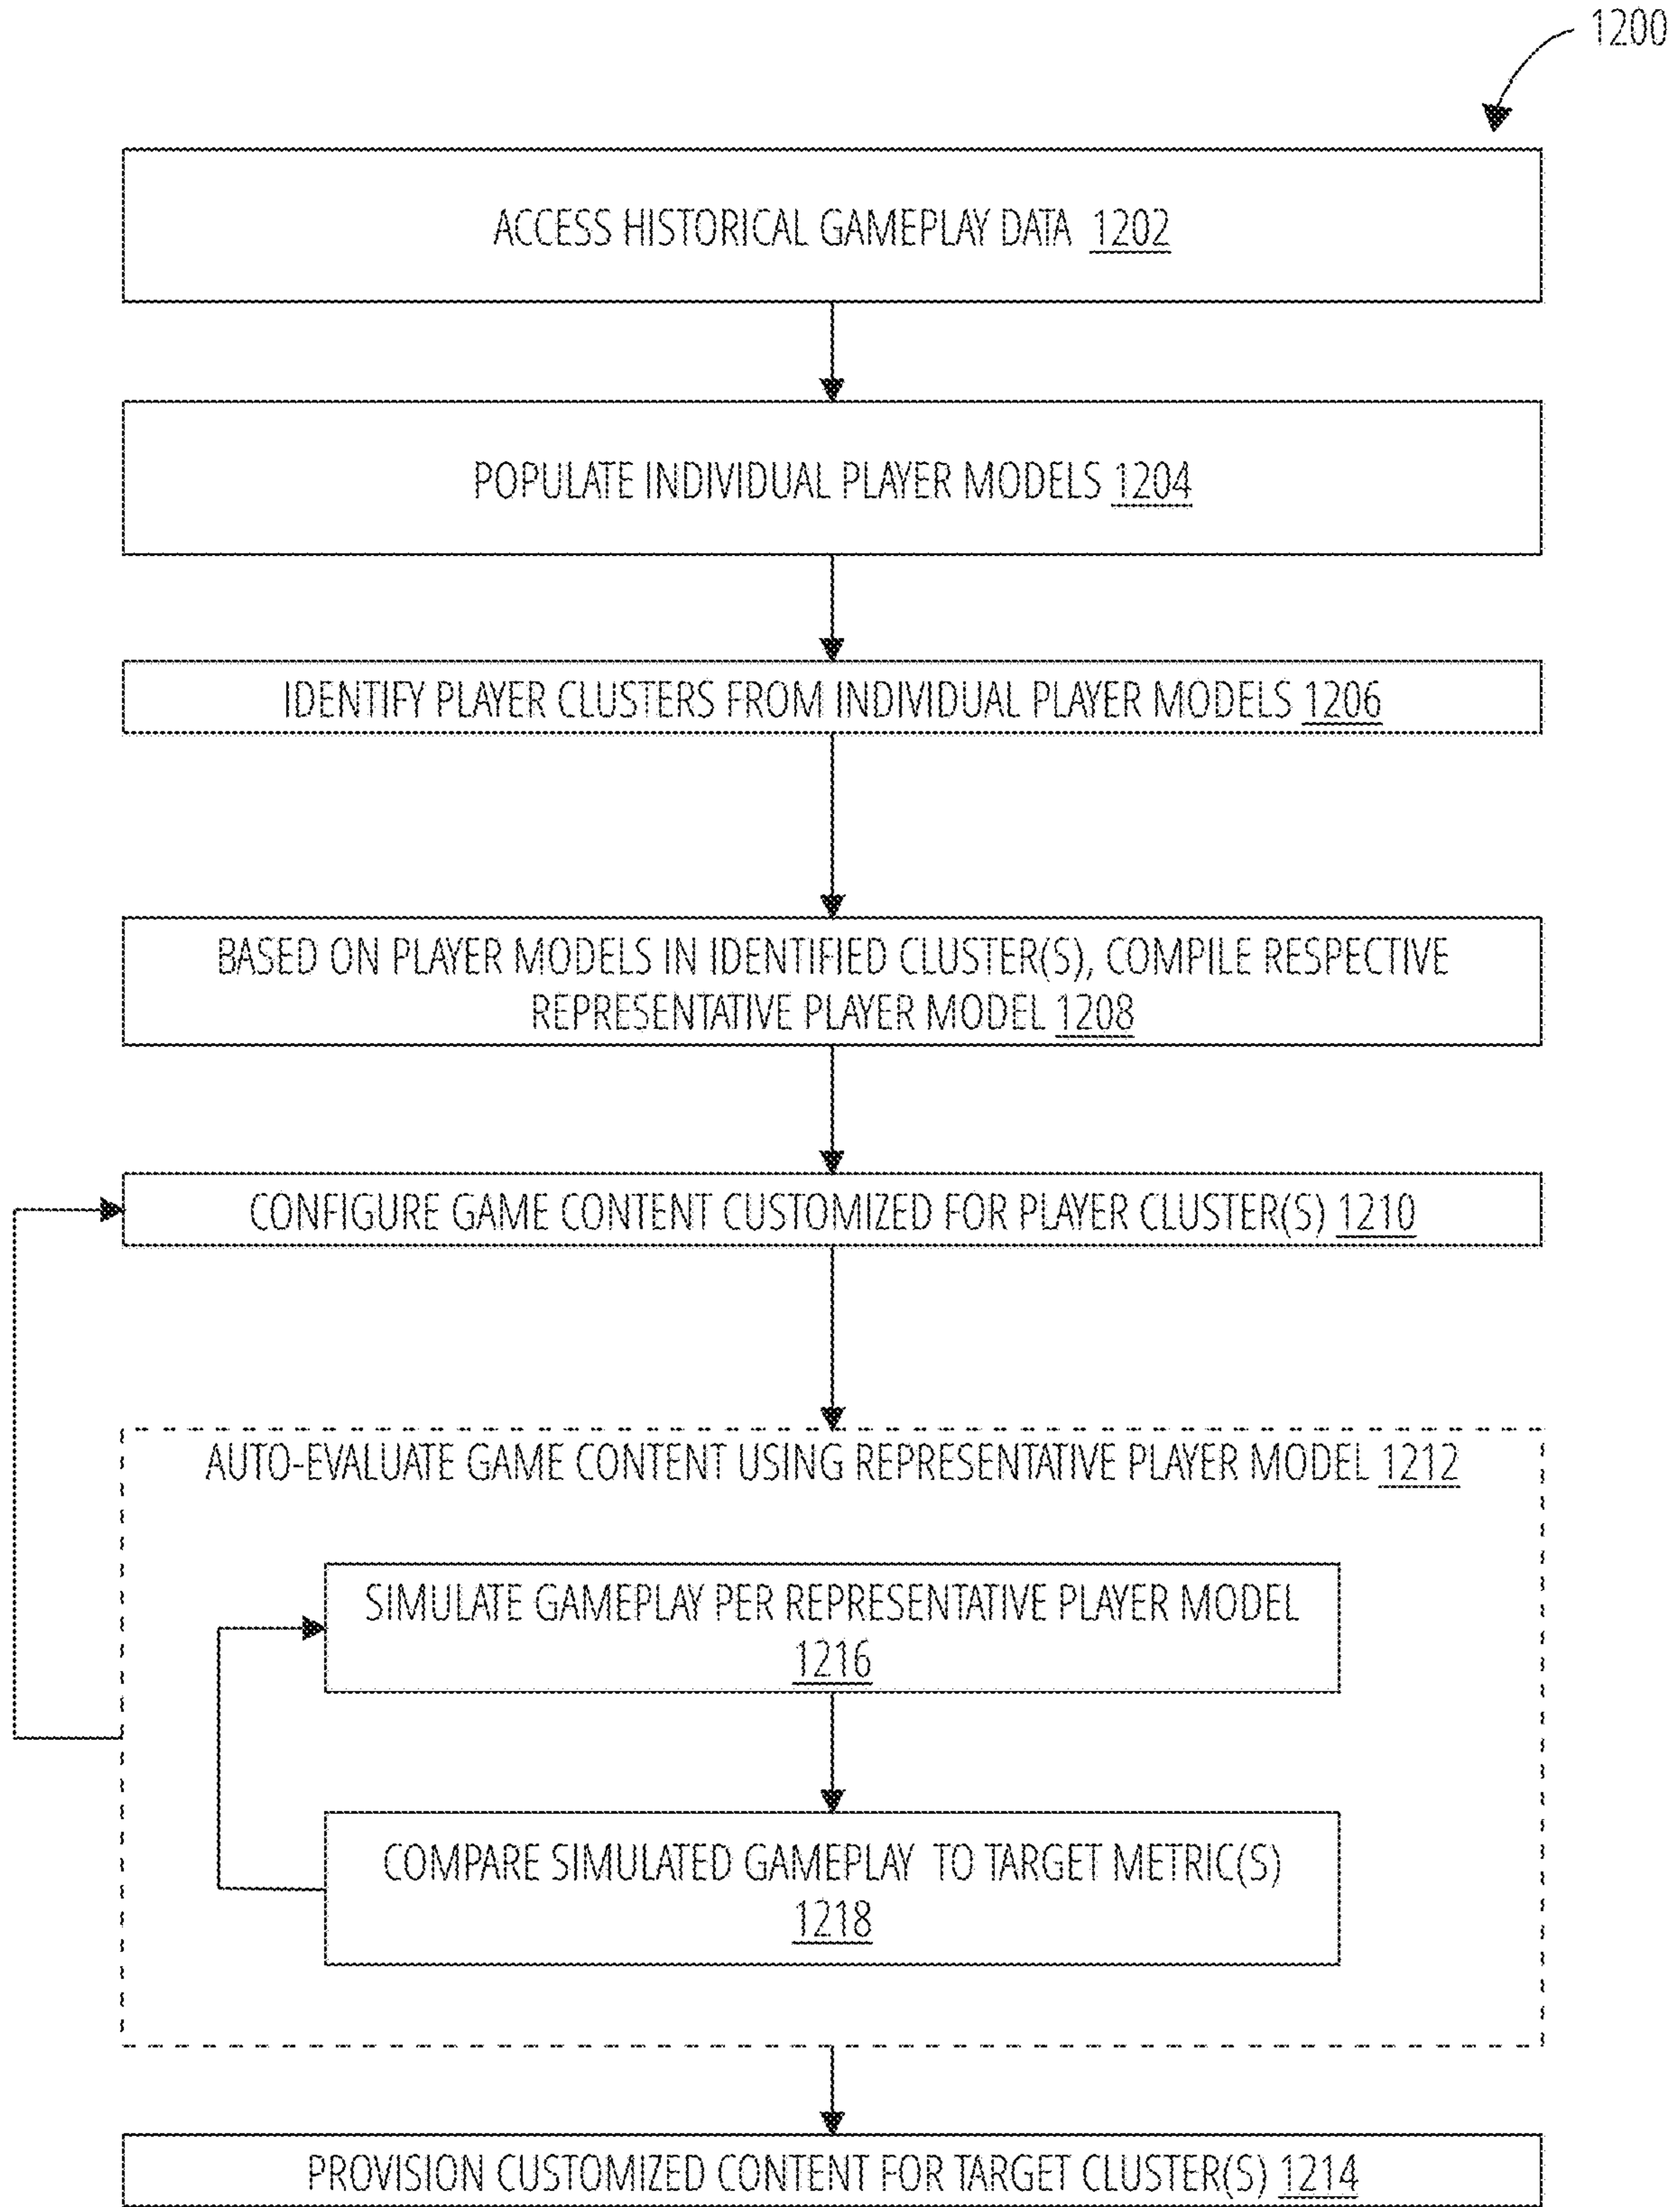 1200
ACCESS HISTORICAL GAMEPLAY DATA 1202
POPULATE INDIVIDUAL PLAYER MODELS 1204
IDENTIFY PLAYER CLUSTERS FROM INDIVIDUAL PLAYER MODELS 1206
BASED ON PLAYER MODELS IN IDENTIFIED CLUSTER(S), COMPILE RESPECTIVE
REPRESENTATIVE PLAYER MODEL 1208
CONFIGURE GAME CONTENT CUSTOMIZED FOR PLAYER CLUSTER(S) 1210
AUTO-EVALUATE GAME CONTENT USING REPRESENTATIVE PLAYER MODEL 1212
SIMULATE GAMEPLAY PER REPRESENTATIVE PLAYER MODEL
1216
COMPARE SIMULATED GAMEPLAY TO TARGET METRIC(S)
1218
PROVISION CUSTOMIZED CONTENT FOR TARGET CLUSTER(S) 1214